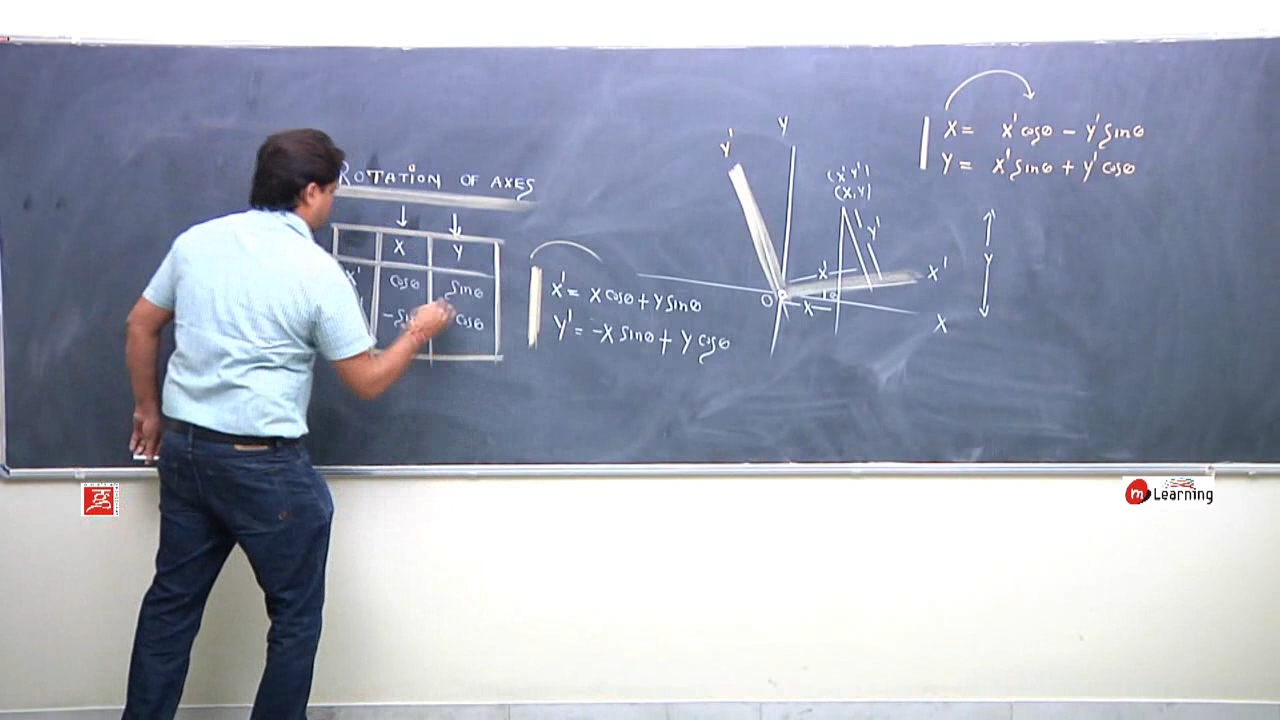 ROTATION OF AXES
X Y
X' cosθ sinθ
cosθ
X' = X cosθ + Y sinθ
Y' = -X sinθ + Y cosθ
Y'
Y
(X' Y')
(X, Y)
Y'
X'
X'
O
θ
X
X
X = X' cosθ - Y' sinθ
Y = X' sinθ + Y' cosθ
Y
m Learning